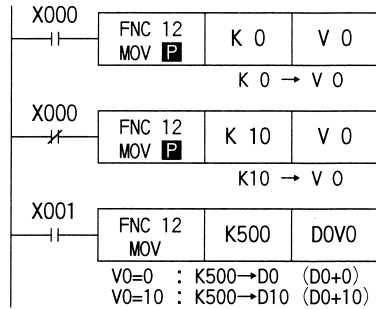 X000
FNC 12
MOV P
K 0
V 0
K 0 → V 0
X000
FNC 12
MOV P
K 10
V 0
K10 → V 0
X001
FNC 12
MOV
K500
D0V0
V0=0 : K500→D0 (D0+0)
V0=10 : K500→D10 (D0+10)